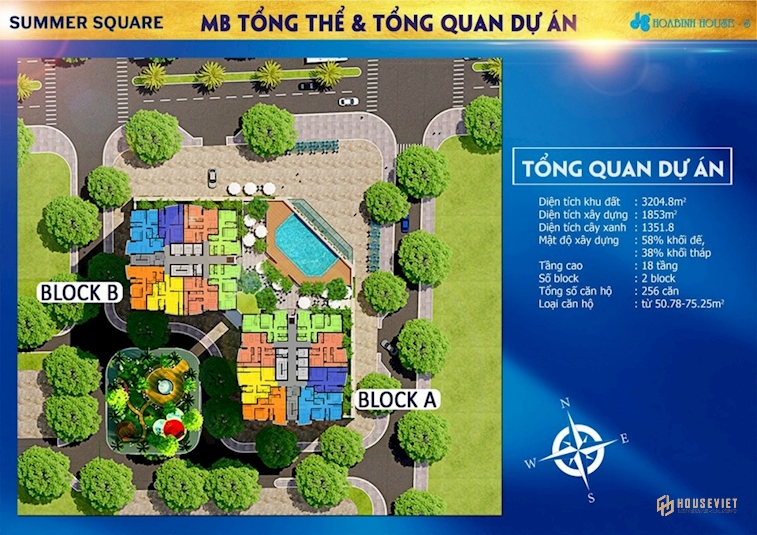 SUMMER SQUARE
MB TỔNG THỂ & TỔNG QUAN DỰ ÁN
HOABINH HOUSE - 6
TỔNG QUAN DỰ ÁN
Diện tích khu đất : 3204.8m²
Diện tích xây dựng : 1853m²
Diện tích cây xanh : 1351.8
Mật độ xây dựng : 58% khối đế,
: 38% khối tháp
Tầng cao : 18 tầng
Số block : 2 block
Tổng số căn hộ : 256 căn
Loại căn hộ : từ 50.78-75.25m²
BLOCK B
BLOCK A
N
W E
S
HOUSEVIET